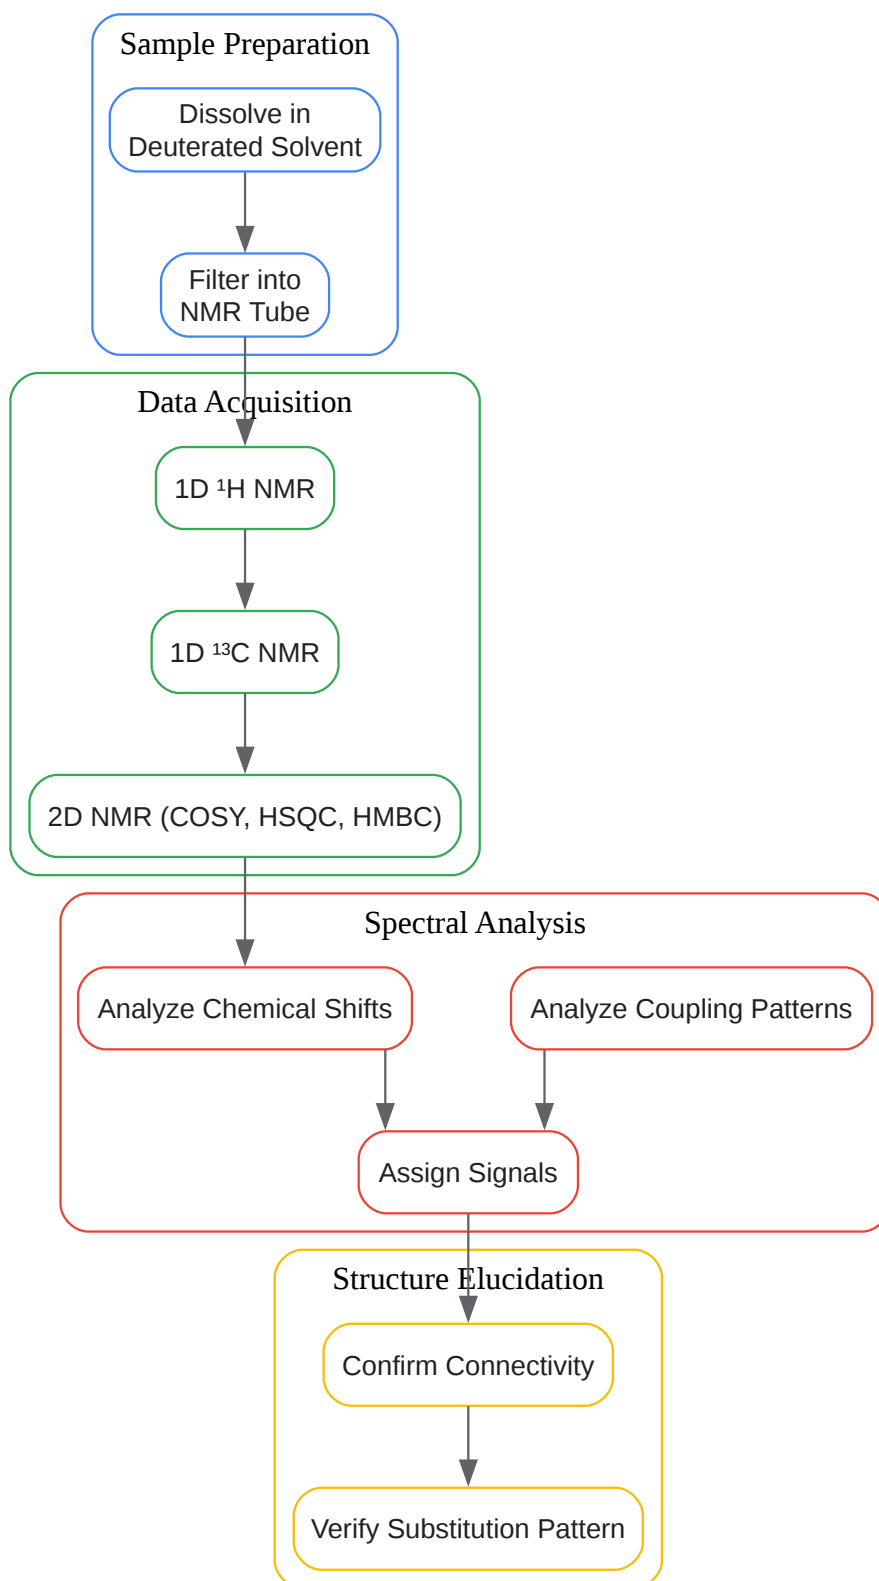 Sample Preparation
Dissolve in
Deuterated Solvent
Filter into
NMR Tube
Data Acquisition
1D ¹H NMR
1D ¹³C NMR
2D NMR (COSY, HSQC, HMBC)
Spectral Analysis
Analyze Chemical Shifts
Analyze Coupling Patterns
Assign Signals
Structure Elucidation
Confirm Connectivity
Verify Substitution Pattern